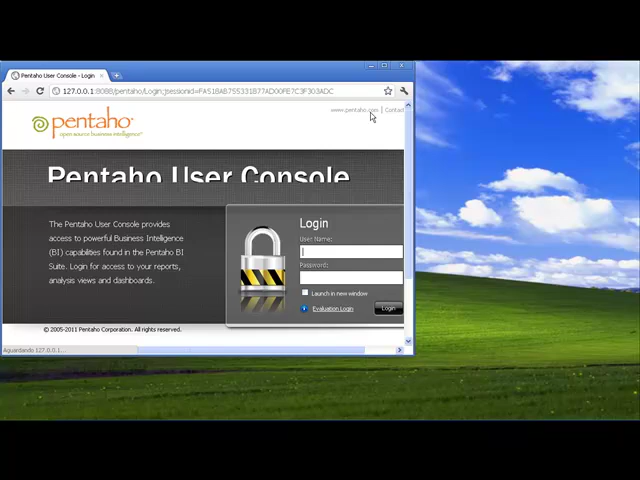 Pentaho User Console - Login
127.0.0.1:8088/pentaho/Login;jsessionid=
www.pentaho.com | Contact
pentaho
open source business intelligence
Pentaho User Console
The Pentaho User Console provides
access to powerful Business Intelligence
(BI) capabilities found in the Pentaho BI
Suite. Login for access to your reports,
analysis views and dashboards.
Login
User Name:
Password:
Launch in new window
Evaluation Login
Login
© 2005-2011 Pentaho Corporation. All rights reserved.
Aguardando 127.0.0.1...